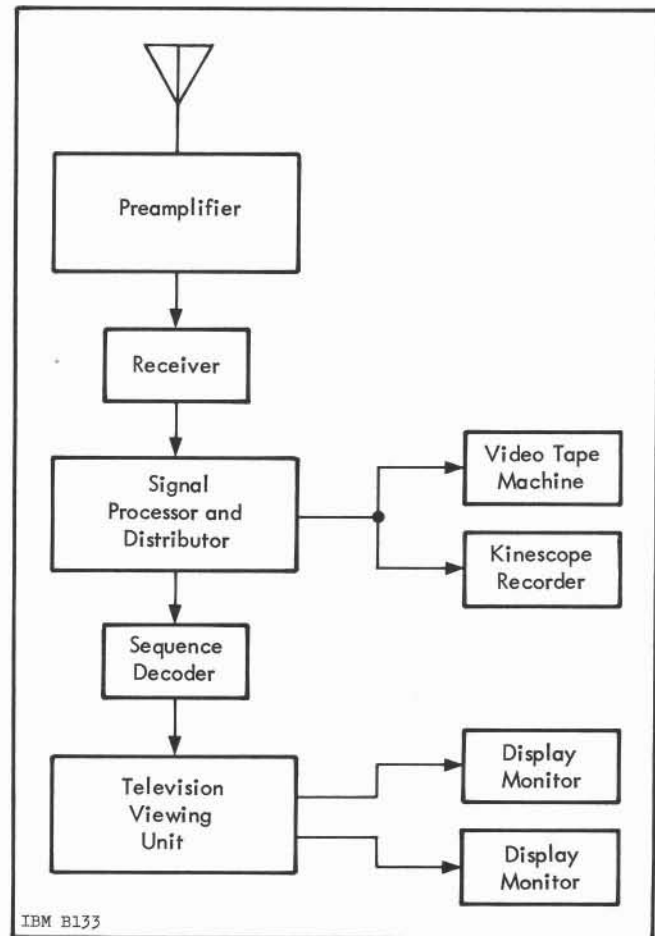 Preamplifier
Receiver
Signal
Processor and
Distributor
Video Tape
Machine
Kinescope
Recorder
Sequence
Decoder
Television
Viewing
Unit
Display
Monitor
Display
Monitor
IBM B133